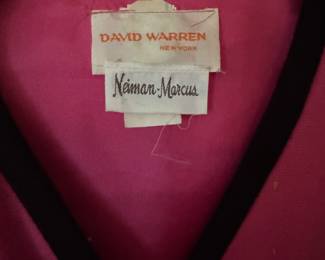 DAVID WARREN
NEW YORK
Neiman-Marcus